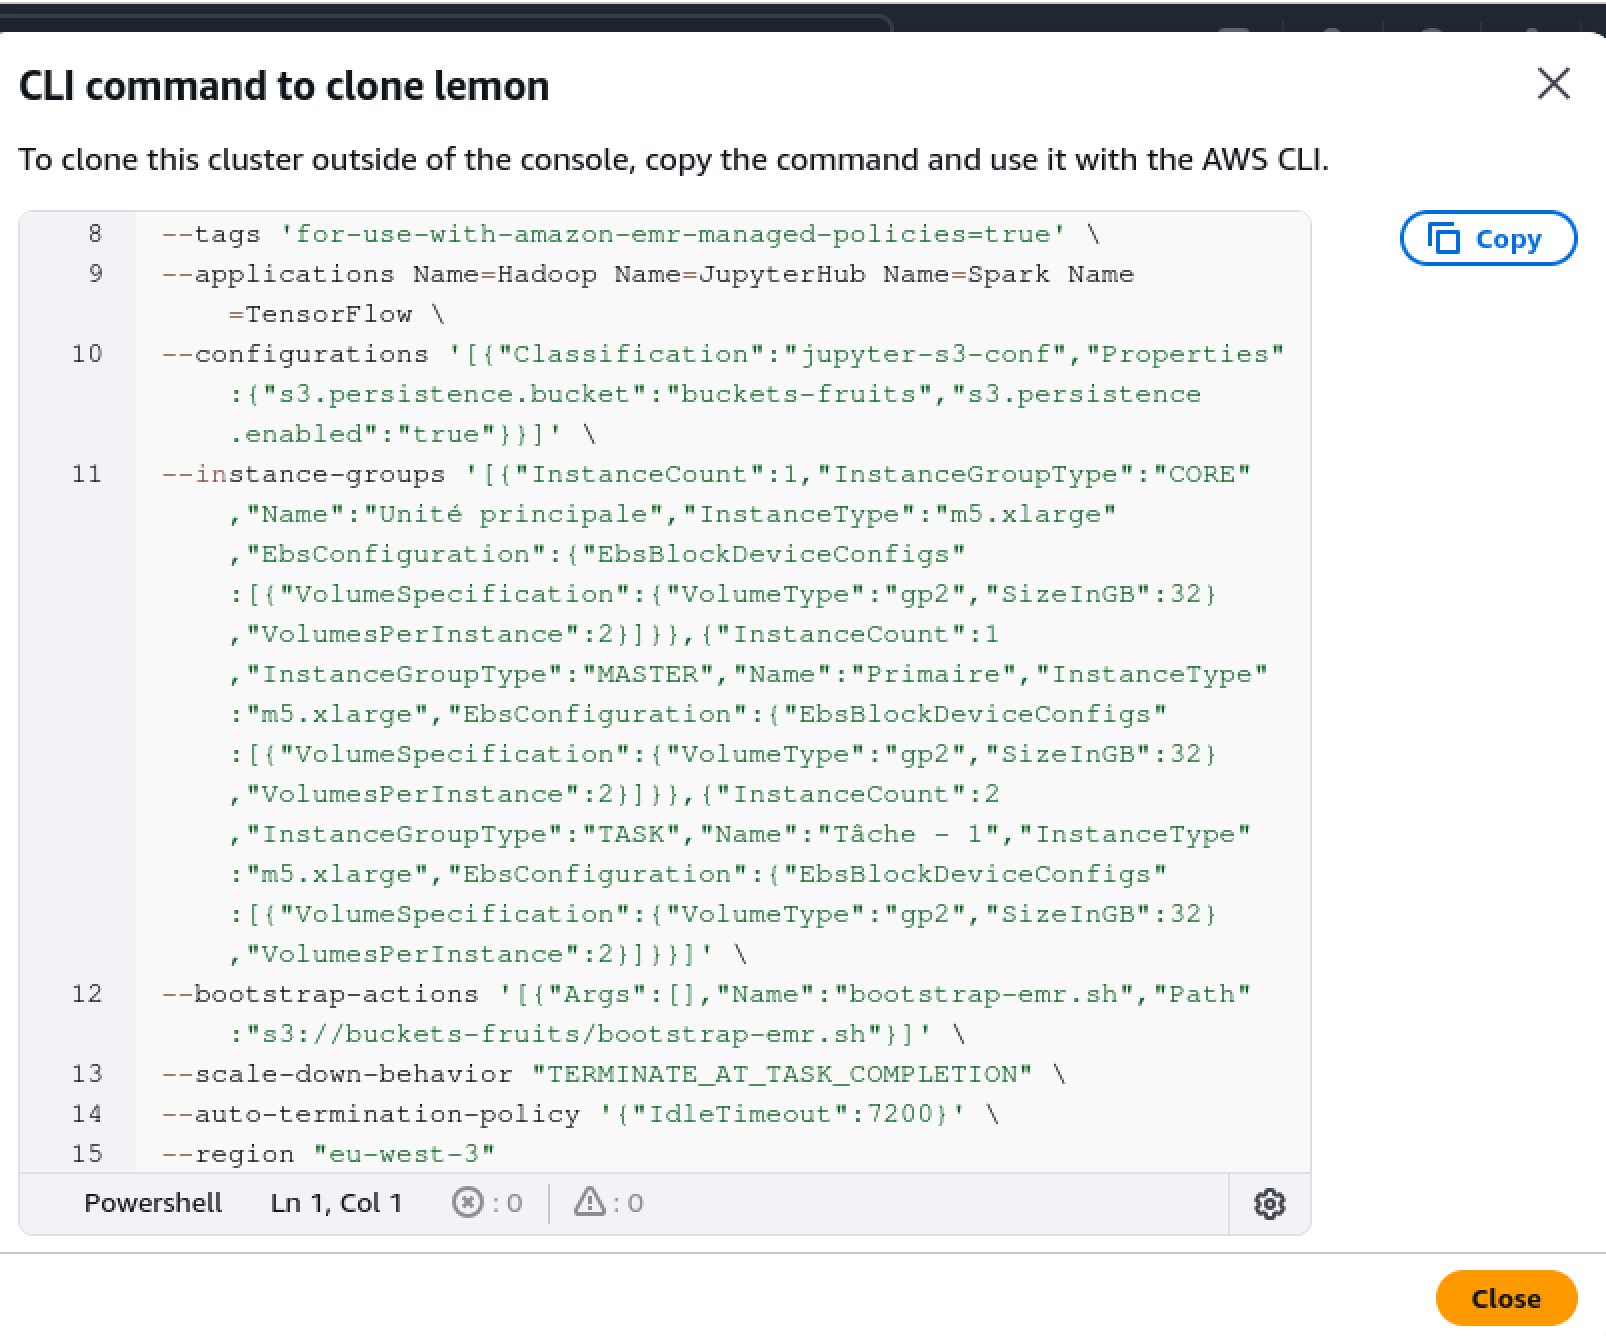 CLI command to clone lemon
To clone this cluster outside of the console, copy the command and use it with the AWS CLI.
Copy
8 --tags 'for-use-with-amazon-emr-managed-policies=true' \
9 --applications Name=Hadoop Name=JupyterHub Name=Spark Name
=TensorFlow \
10 --configurations '[{"Classification":"jupyter-s3-conf","Properties"
:{"s3.persistence.bucket":"buckets-fruits","s3.persistence
.enabled":"true"}}]' \
11 --instance-groups '[{"InstanceCount":1,"InstanceGroupType":"CORE"
,"Name":"Unité principale","InstanceType":"m5.xlarge"
,"EbsConfiguration":{"EbsBlockDeviceConfigs"
:[{"VolumeSpecification":{"VolumeType":"gp2","SizeInGB":32}
,"VolumesPerInstance":2}]}},{"InstanceCount":1
,"InstanceGroupType":"MASTER","Name":"Primaire","InstanceType"
:"m5.xlarge","EbsConfiguration":{"EbsBlockDeviceConfigs"
:[{"VolumeSpecification":{"VolumeType":"gp2","SizeInGB":32}
,"VolumesPerInstance":2}]}},{"InstanceCount":2
,"InstanceGroupType":"TASK","Name":"Tâche - 1","InstanceType"
:"m5.xlarge","EbsConfiguration":{"EbsBlockDeviceConfigs"
:[{"VolumeSpecification":{"VolumeType":"gp2","SizeInGB":32}
,"VolumesPerInstance":2}]}}]' \
12 --bootstrap-actions '[{"Args":[],"Name":"bootstrap-emr.sh","Path"
:"s3://buckets-fruits/bootstrap-emr.sh"}]' \
13 --scale-down-behavior "TERMINATE_AT_TASK_COMPLETION" \
14 --auto-termination-policy '{"IdleTimeout":7200}' \
15 --region "eu-west-3"
Powershell Ln 1, Col 1 : 0 : 0
Close